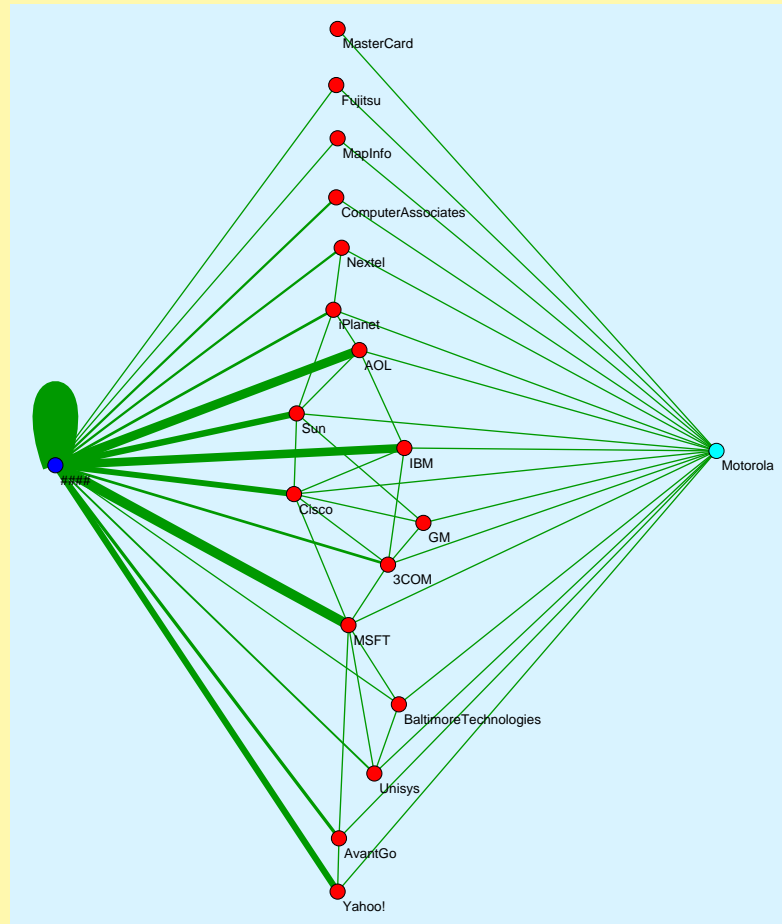 MasterCard
Fujitsu
MapInfo
ComputerAssociates
Nextel
iPlanet
AOL
Sun
IBM
Motorola
####
Cisco
GM
3COM
MSFT
BaltimoreTechnologies
Unisys
AvantGo
Yahoo!